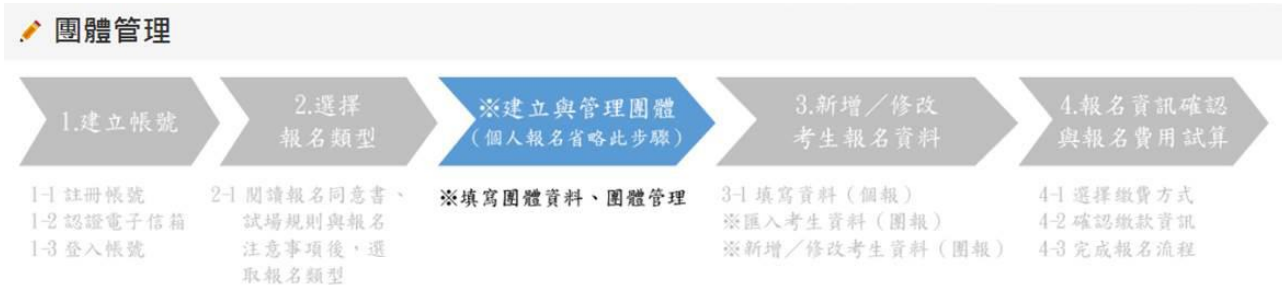 團體管理
1.建立帳號
2.選擇
報名類型
※建立與管理團體
(個人報名省略此步驟)
3.新增／修改
考生報名資料
4.報名資訊確認
與報名費用試算
1-1 註冊帳號
1-2 認證電子信箱
1-3 登入帳號
2-1 閱讀報名同意書、
試場規則與報名
注意事項後，選
取報名類型
※填寫團體資料、團體管理
3-1 填寫資料（個報）
※匯入考生資料（團報）
※新增／修改考生資料（團報）
4-1 選擇繳費方式
4-2 確認繳款資訊
4-3 完成報名流程